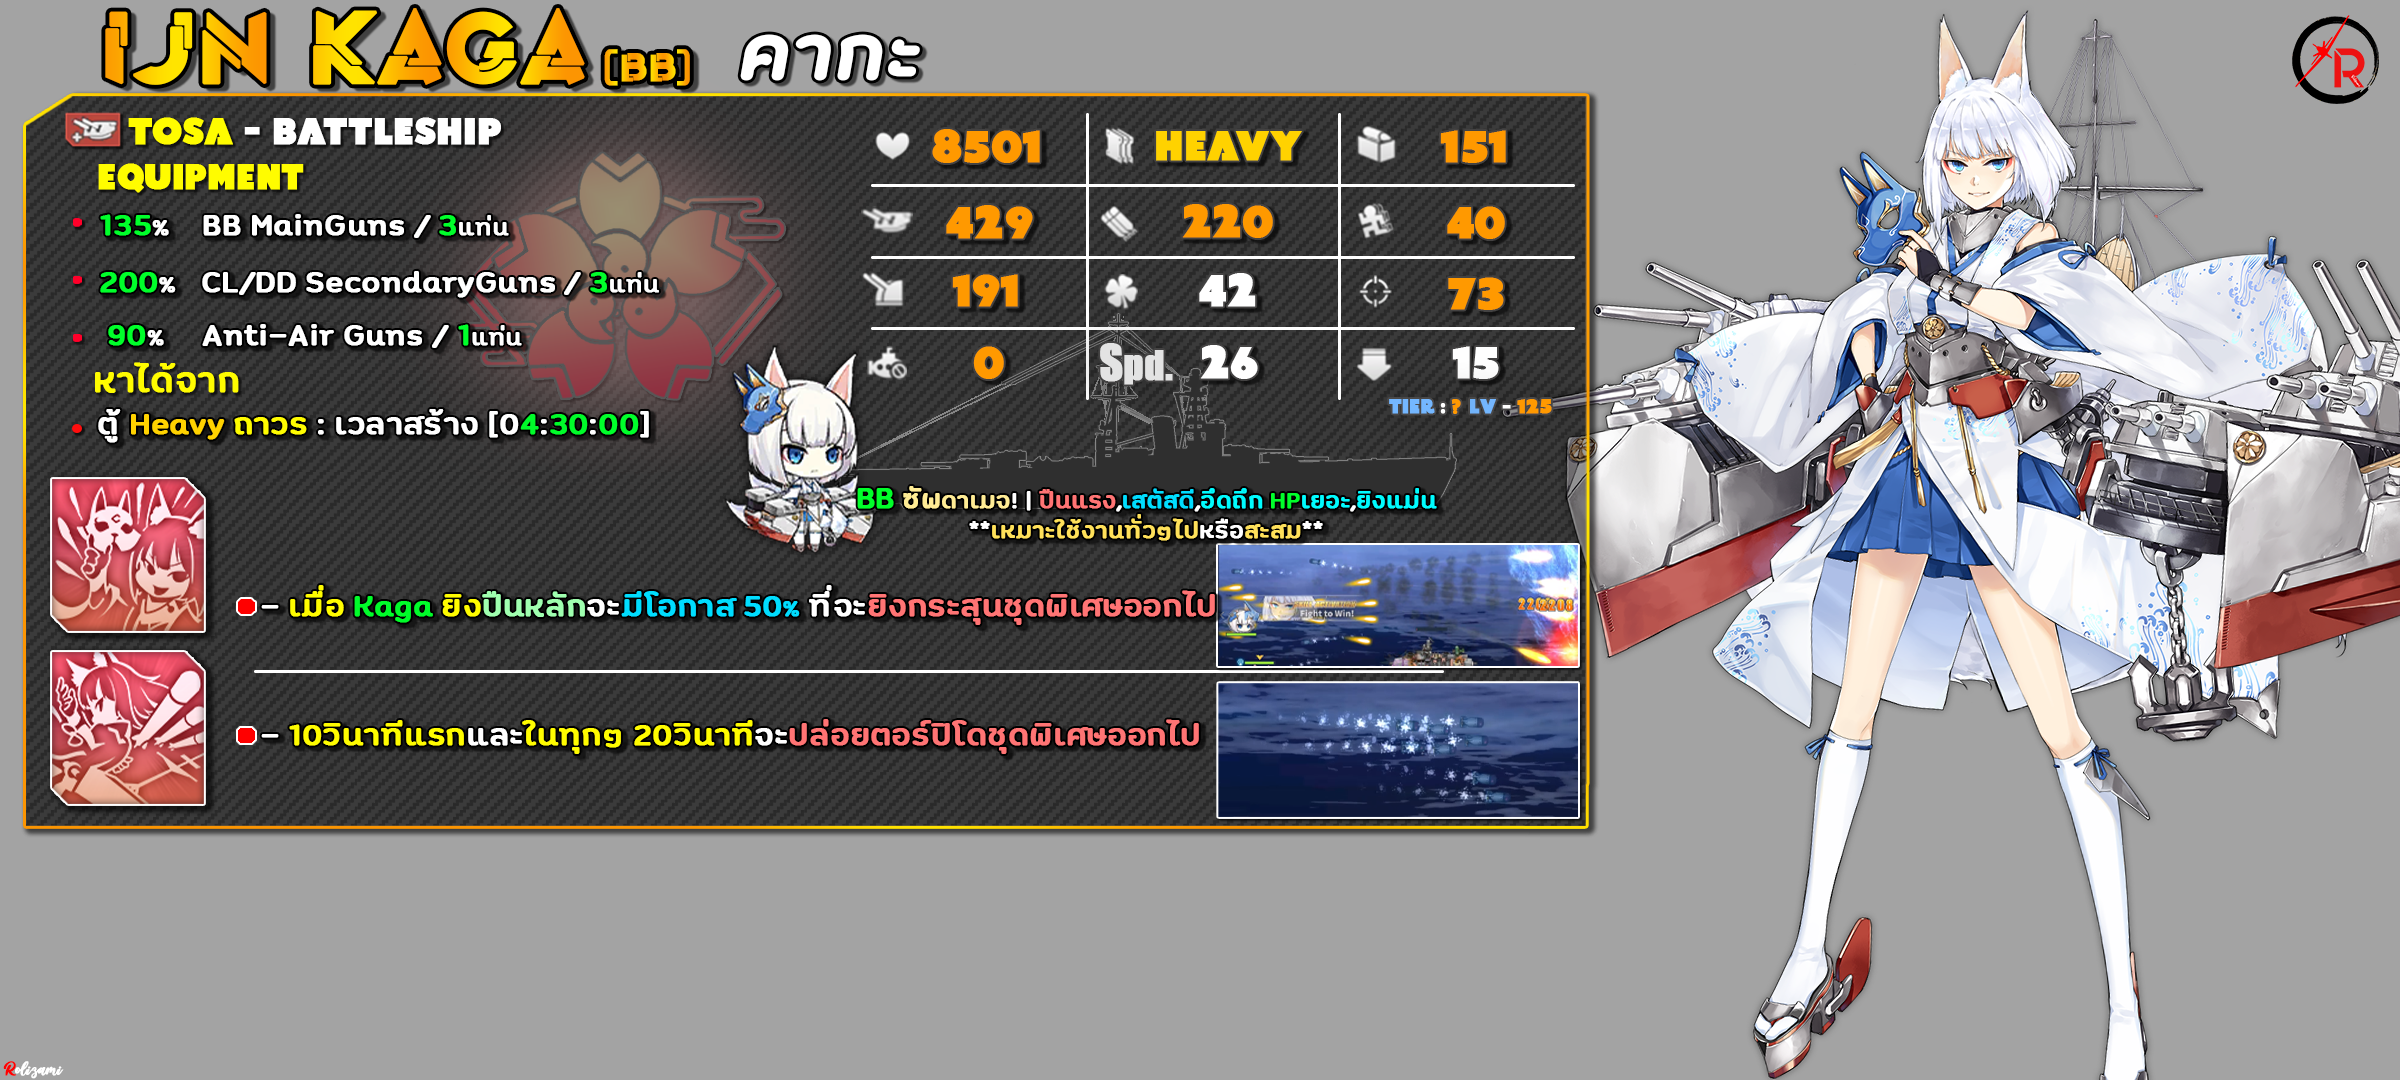 IJN KAGA [BB] คากะ
TOSA - BATTLESHIP
EQUIPMENT
135% BB MainGuns / 3แท่น
200% CL/DD SecondaryGuns / 3แท่น
90% Anti-Air Guns / 1แท่น
หาได้จาก
ตู้ Heavy ถาวร : เวลาสร้าง [04:30:00]
8501 HEAVY 151
429 220 40
191 42 73
0 Spd. 26 15
TIER : ? LV - 125
BB ซัพดาเมจ! | ปืนแรง,เสตัสดี,อึดถึก HPเยอะ,ยิงแม่น
**เหมาะใช้งานทั่วๆไปหรือสะสม**
- เมื่อ Kaga ยิงปืนหลักจะมีโอกาส 50% ที่จะยิงกระสุนชุดพิเศษออกไป
Fight to Win!
- 10วินาทีแรกและในทุกๆ 20วินาทีจะปล่อยตอร์ปิโดชุดพิเศษออกไป
R
Rolizami